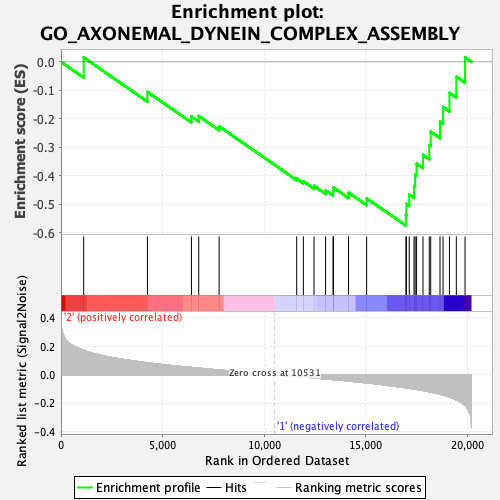 Enrichment plot:
GO_AXONEMAL_DYNEIN_COMPLEX_ASSEMBLY
Enrichment score (ES)
0.0
-0.1
-0.2
-0.3
-0.4
-0.5
-0.6
Ranked list metric (Signal2Noise)
'2' (positively correlated)
0.4
0.2
0.0
-0.2
-0.4
Zero cross at 10531
'1' (negatively correlated)
0
5,000
10,000
15,000
20,000
Rank in Ordered Dataset
Enrichment profile
Hits
Ranking metric scores